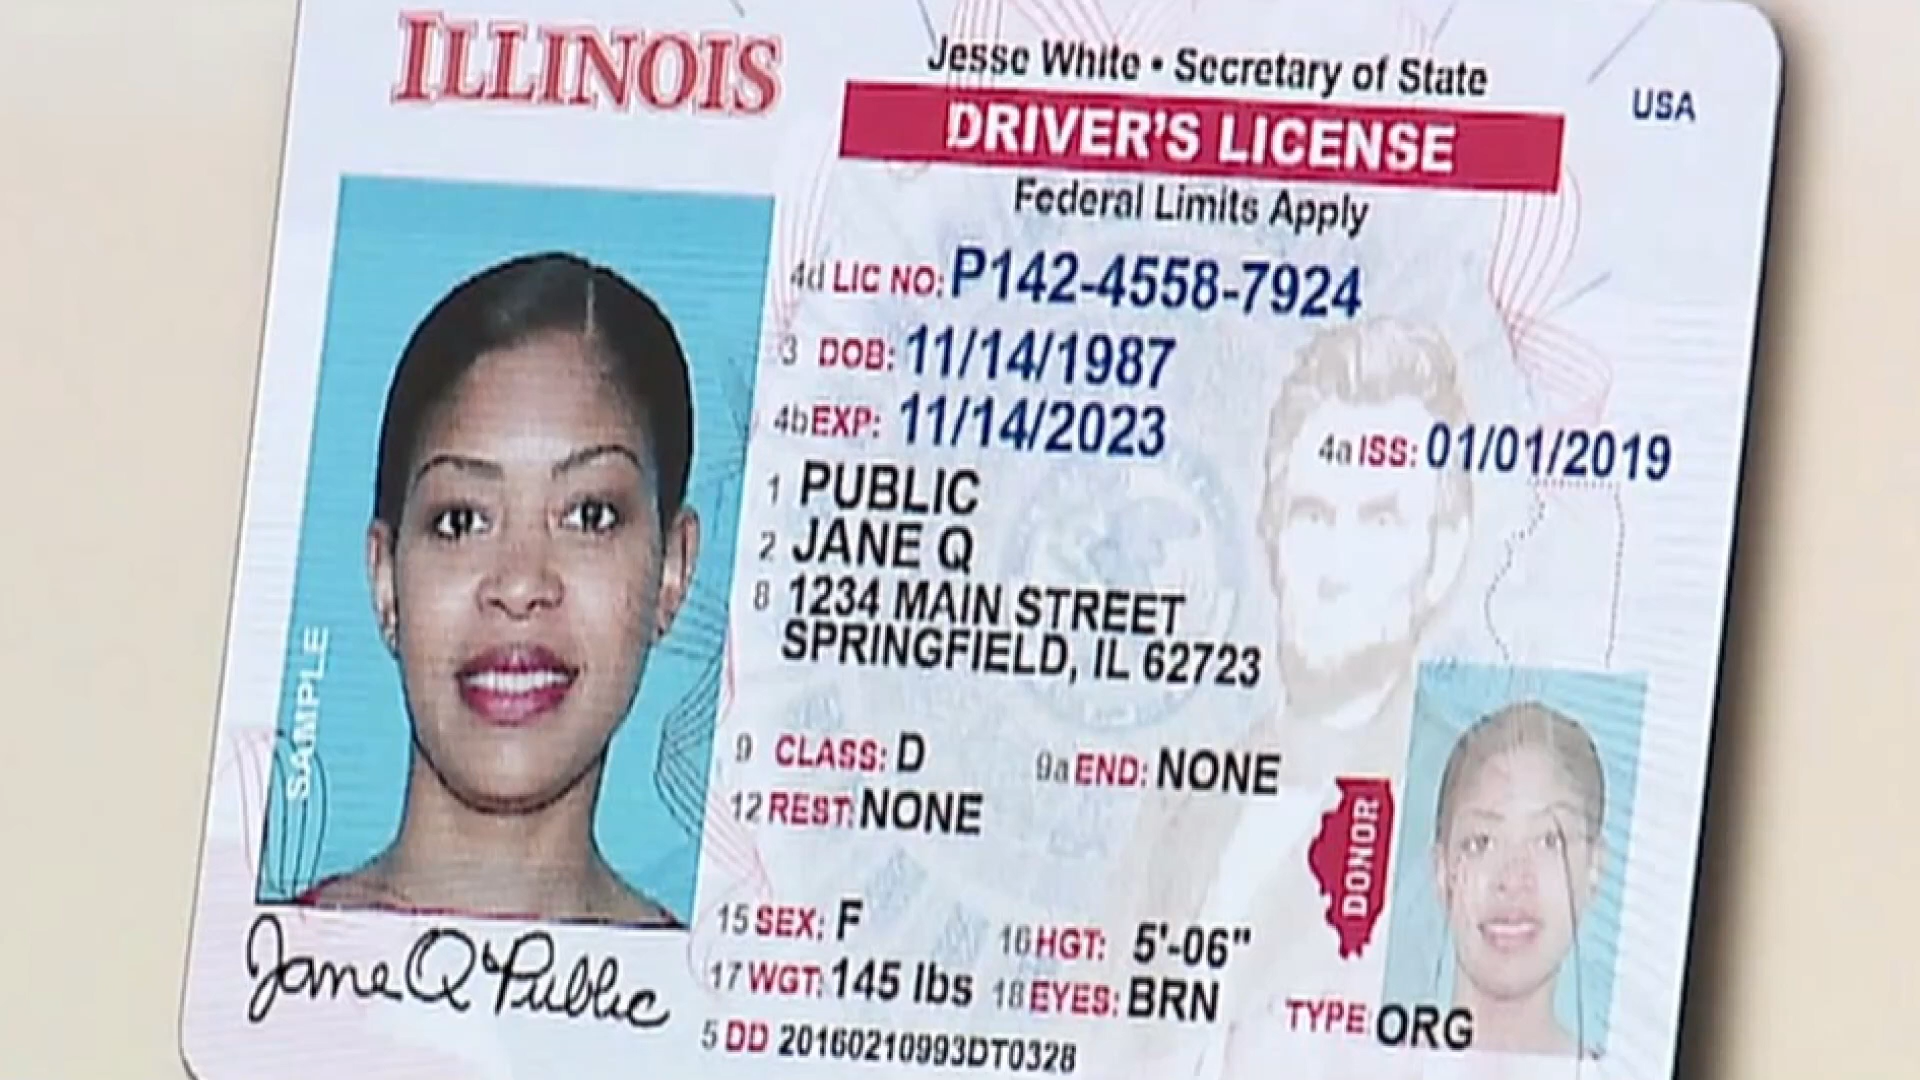 ILLINOIS
Jesse White • Secretary of State
USA
DRIVER'S LICENSE
Federal Limits Apply
4d LIC NO: P142-4558-7924
3 DOB: 11/14/1987
4b EXP: 11/14/2023
4a ISS: 01/01/2019
1 PUBLIC
2 JANE Q
8 1234 MAIN STREET
SPRINGFIELD, IL 62723
9 CLASS: D
9a END: NONE
12 REST: NONE
15 SEX: F
16 HGT: 5'-06"
17 WGT: 145 lbs
18 EYES: BRN
5 DD 20160210993DT0328
DONOR
TYPE: ORG
SAMPLE
Jane Q Public